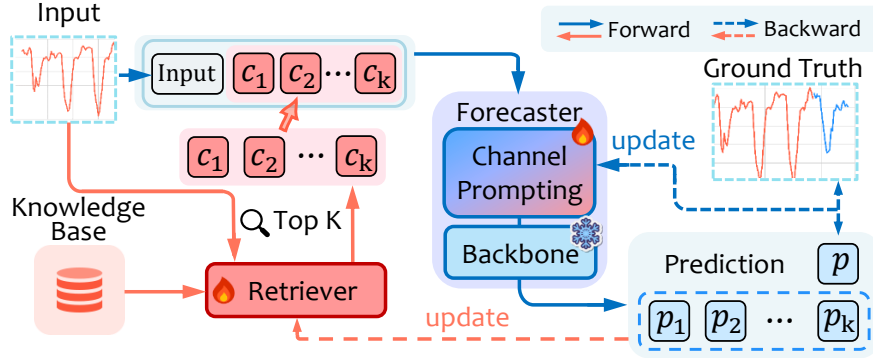 Input
Forward
Backward
Ground Truth
Input
c1
c2
...
ck
Forecaster
Channel
Prompting
Backbone
update
c1
c2
...
ck
Top K
Knowledge
Base
Retriever
update
Prediction
p
p1
p2
...
pk